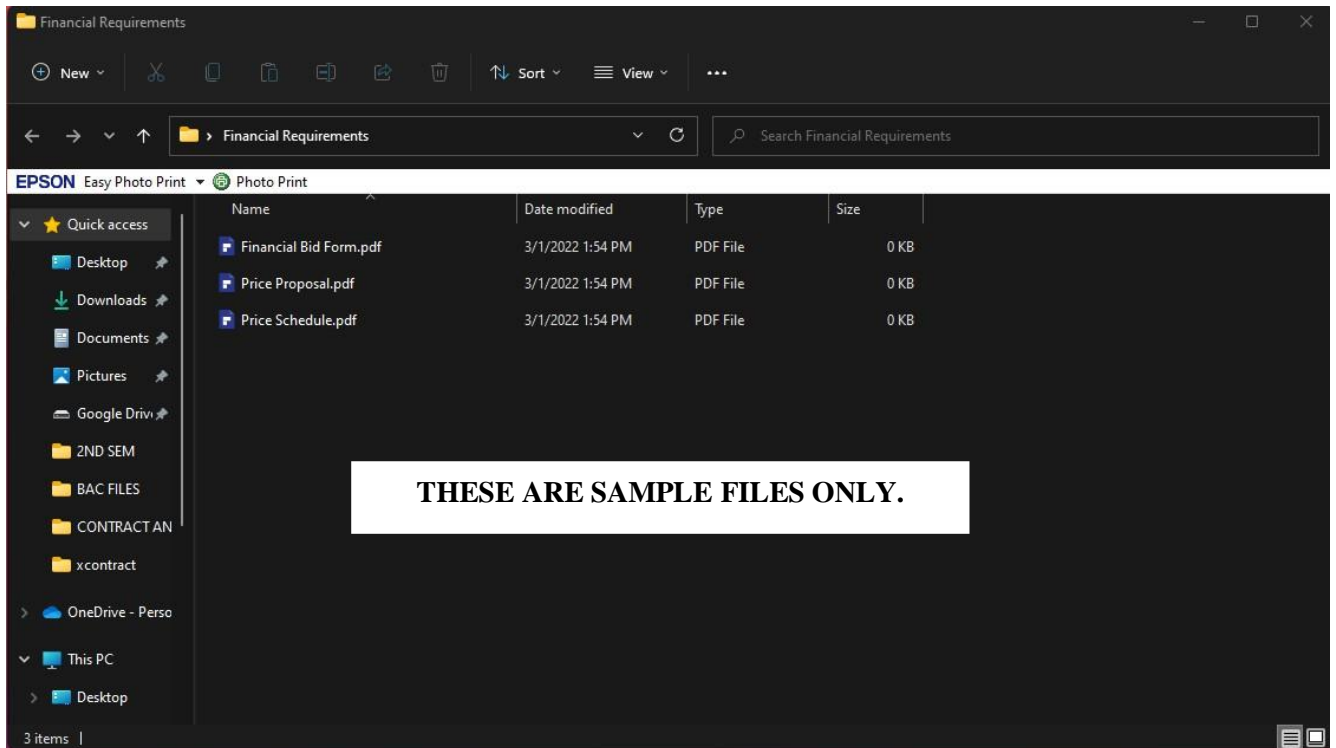 Financial Requirements
New
Sort
View
Financial Requirements
Search Financial Requirements
EPSON Easy Photo Print Photo Print
Name Date modified Type Size
Quick access
Financial Bid Form.pdf 3/1/2022 1:54 PM PDF File 0 KB
Desktop
Price Proposal.pdf 3/1/2022 1:54 PM PDF File 0 KB
Downloads
Price Schedule.pdf 3/1/2022 1:54 PM PDF File 0 KB
Documents
Pictures
Google Driv
2ND SEM
BAC FILES
THESE ARE SAMPLE FILES ONLY.
CONTRACT AN
xcontract
OneDrive - Perso
This PC
Desktop
3 items